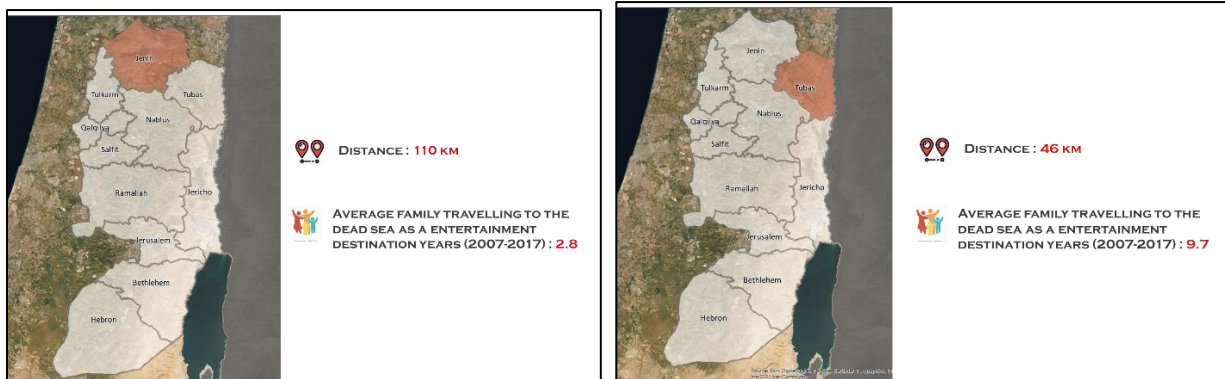 Jenin
Tulkarm
Tubas
Nablus
Qalqilya
Salfit
Ramallah
Jericho
Jerusalem
Bethlehem
Hebron
DISTANCE : 110 KM
AVERAGE FAMILY TRAVELLING TO THE
DEAD SEA AS A ENTERTAINMENT
DESTINATION YEARS (2007-2017) : 2.8
Jenin
Tulkarm
Tubas
Nablus
Qalqilya
Salfit
Ramallah
Jericho
Jerusalem
Bethlehem
Hebron
DISTANCE : 46 KM
AVERAGE FAMILY TRAVELLING TO THE
DEAD SEA AS A ENTERTAINMENT
DESTINATION YEARS (2007-2017) : 9.7